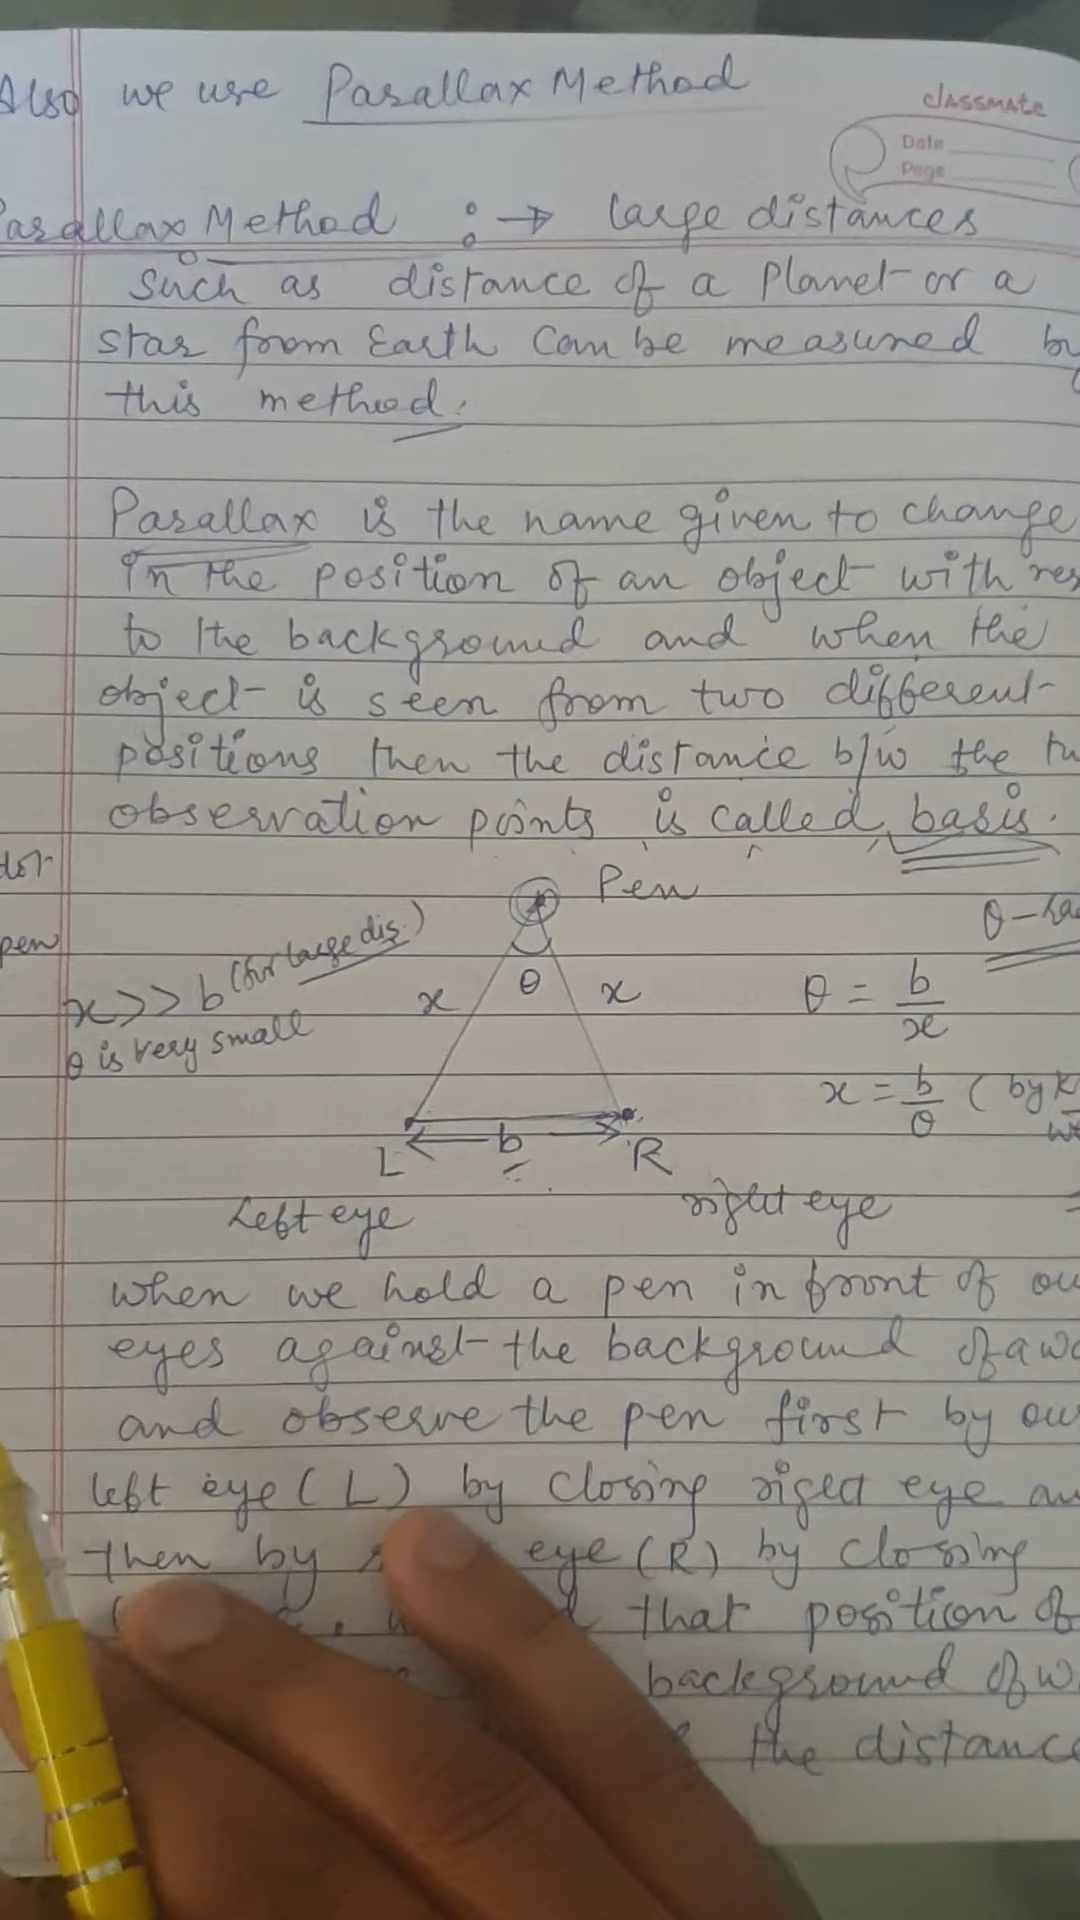 Also we use Parallax Method
classmate
Date
Page
Parallax Method : → large distances
such as distance of a planet or a
star from Earth can be measured by
this method.
Parallax is the name given to change
in the position of an object with res
to the background and when the
object is seen from two different
positions then the distance b/w the tw
observation points is called basis.
Pen
pen
x >> b (for large dis.)
θ is very small
θ
x
x
θ = b/x
x = b/θ (by k
L
b
R
Left eye
right eye
when we hold a pen in front of ou
eyes against the background of a wa
and observe the pen first by our
left eye (L) by closing right eye an
then by eye (R) by closing
that position of
background of w
the distance